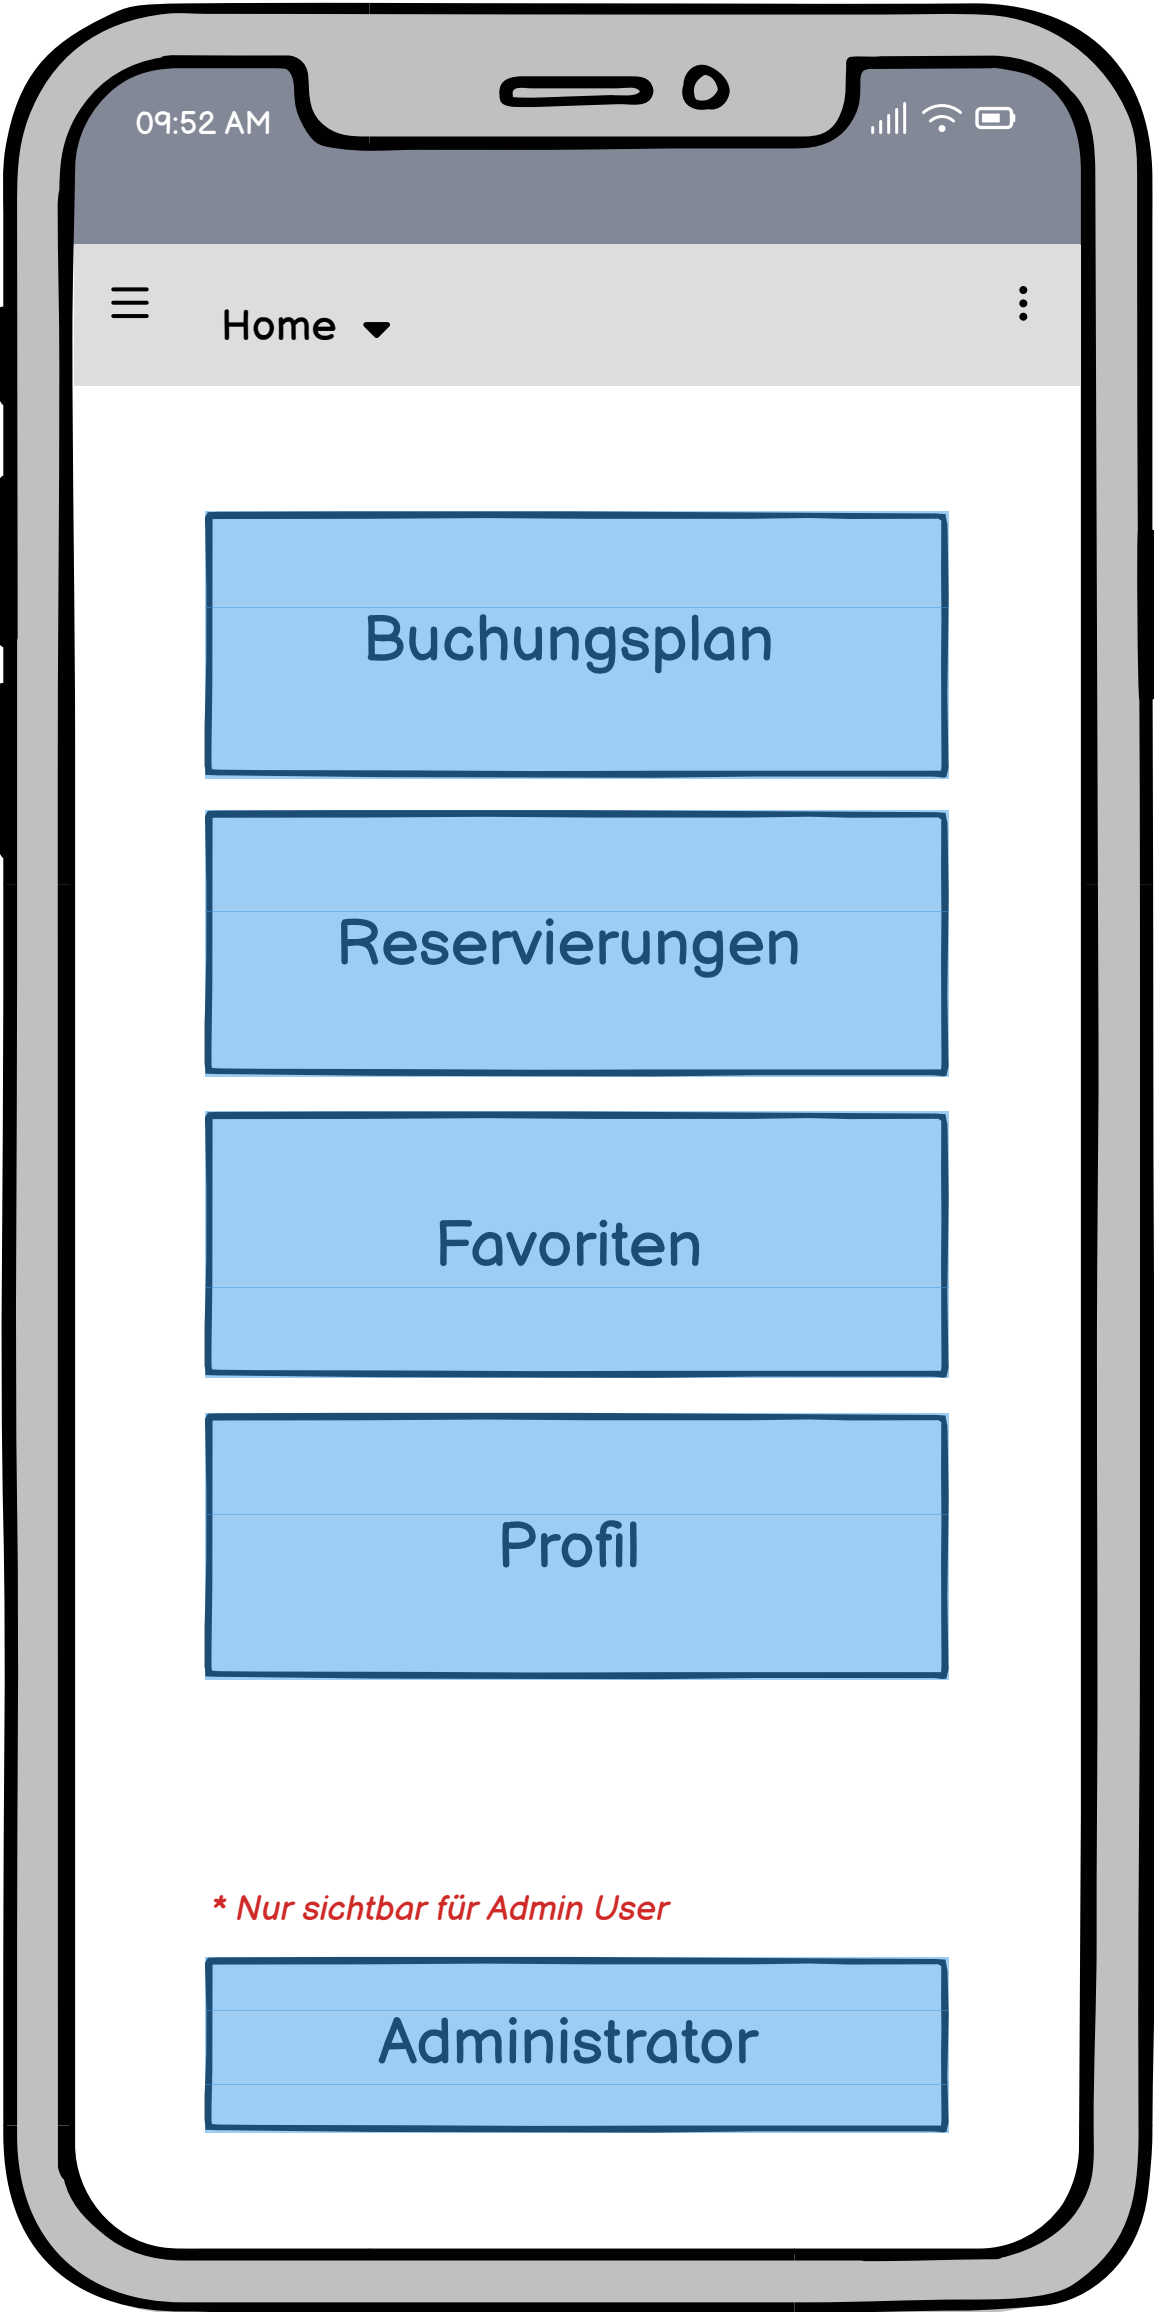 09:52 AM
Home
Buchungsplan
Reservierungen
Favoriten
Profil
* Nur sichtbar für Admin User
Administrator